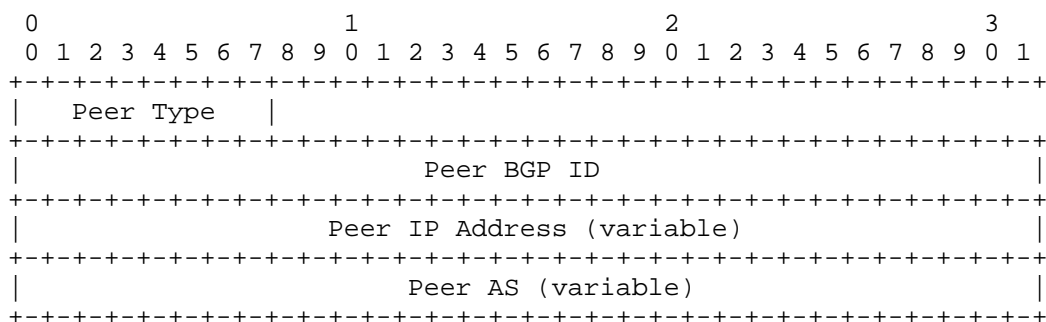 0                   1                   2                   3
 0 1 2 3 4 5 6 7 8 9 0 1 2 3 4 5 6 7 8 9 0 1 2 3 4 5 6 7 8 9 0 1
+-+-+-+-+-+-+-+-+-+-+-+-+-+-+-+-+-+-+-+-+-+-+-+-+-+-+-+-+-+-+-+-+
|   Peer Type   |
+-+-+-+-+-+-+-+-+-+-+-+-+-+-+-+-+-+-+-+-+-+-+-+-+-+-+-+-+-+-+-+-+
|                         Peer BGP ID                           |
+-+-+-+-+-+-+-+-+-+-+-+-+-+-+-+-+-+-+-+-+-+-+-+-+-+-+-+-+-+-+-+-+
|                   Peer IP Address (variable)                  |
+-+-+-+-+-+-+-+-+-+-+-+-+-+-+-+-+-+-+-+-+-+-+-+-+-+-+-+-+-+-+-+-+
|                        Peer AS (variable)                     |
+-+-+-+-+-+-+-+-+-+-+-+-+-+-+-+-+-+-+-+-+-+-+-+-+-+-+-+-+-+-+-+-+